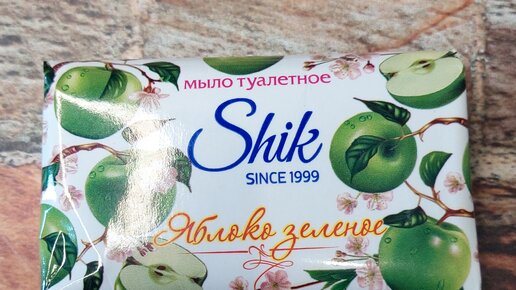 мыло туалетное
Shik
SINCE 1999
Яблоко зеленое